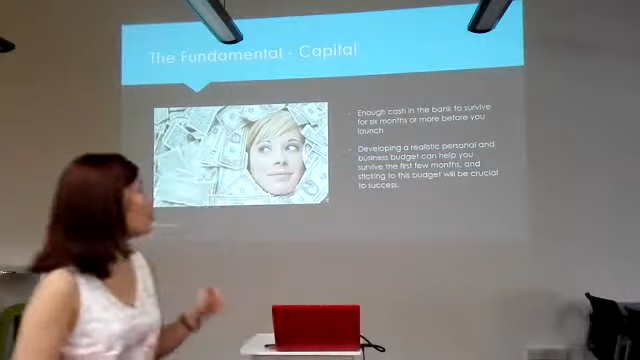 The Fundamental - Capital
- Enough cash in the bank to survive
for six months or more before you
launch
- Developing a realistic personal and
business budget can help you
survive the first few months, and
sticking to this budget will be crucial
to success.